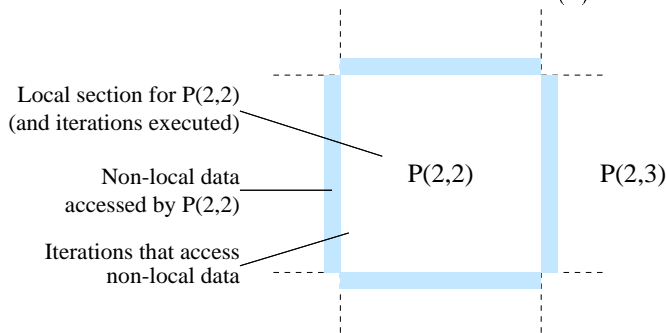 Local section for P(2,2)
(and iterations executed)
P(2,2)
P(2,3)
Non-local data
accessed by P(2,2)
Iterations that access
non-local data